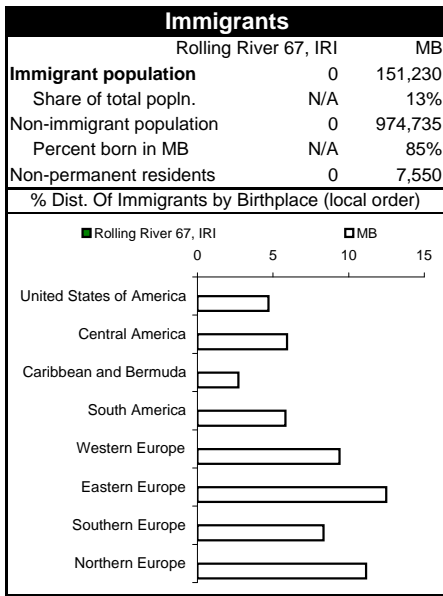 Immigrants
Rolling River 67, IRI MB
Immigrant population 0 151,230
Share of total popln. N/A 13%
Non-immigrant population 0 974,735
Percent born in MB N/A 85%
Non-permanent residents 0 7,550
% Dist. Of Immigrants by Birthplace (local order)
Rolling River 67, IRI MB
0 5 10 15
United States of America
Central America
Caribbean and Bermuda
South America
Western Europe
Eastern Europe
Southern Europe
Northern Europe